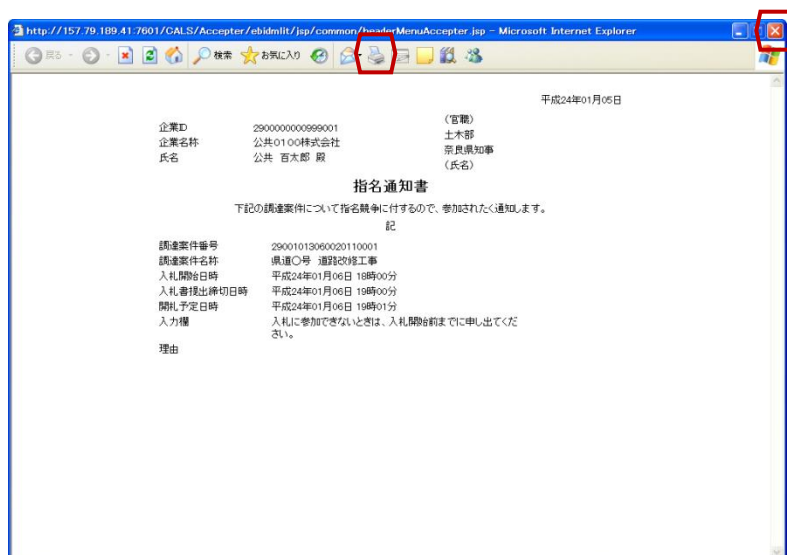 http://157.79.189.41:7601/CALS/Accepter/ebidmlit/jsp/common/headerMenuAccepter.jsp - Microsoft Internet Explorer
戻る 検索 お気に入り
平成24年01月05日
企業ID 2900000000999001
企業名称 公共0100株式会社
氏名 公共 百太郎 殿
(官職)
土木部
奈良県知事
(氏名)
指名通知書
下記の調達案件について指名競争に付するので、参加されたく通知します。
記
調達案件番号 29001013060020110001
調達案件名称 県道○号 道路改修工事
入札開始日時 平成24年01月06日 18時00分
入札書提出締切日時 平成24年01月06日 19時00分
開札予定日時 平成24年01月06日 19時01分
入力欄 入札に参加できないときは、入札開始前までに申し出てくだ
さい。
理由